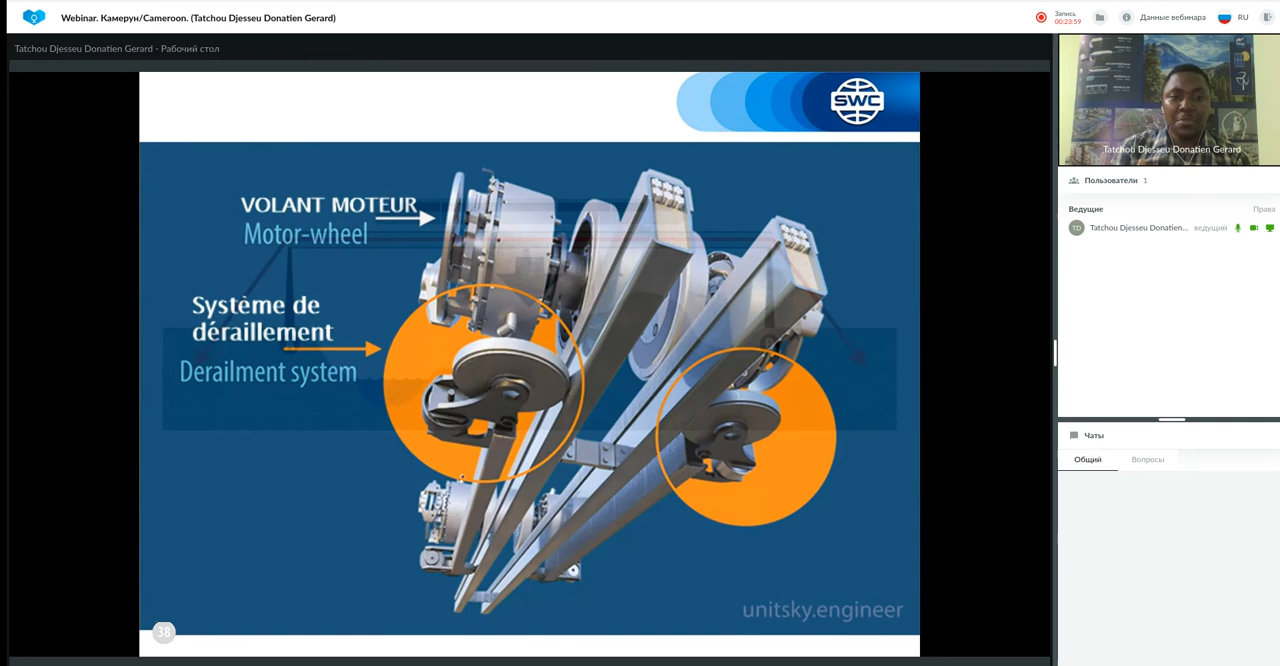 Webinar. Камерун/Cameroon. (Tatchou Djesseu Donatien Gerard)
Запись
00:23:59
Данные вебинара
RU
Tatchou Djesseu Donatien Gerard - Рабочий стол
SWC
VOLANT MOTEUR
Motor-wheel
Système de
déraillement
Derailment system
unitsky.engineer
38
Tatchou Djesseu Donatien Gerard
Пользователи 1
Ведущие
Права
TD
Tatchou Djesseu Donatien...
ведущий
Чаты
Общий
Вопросы